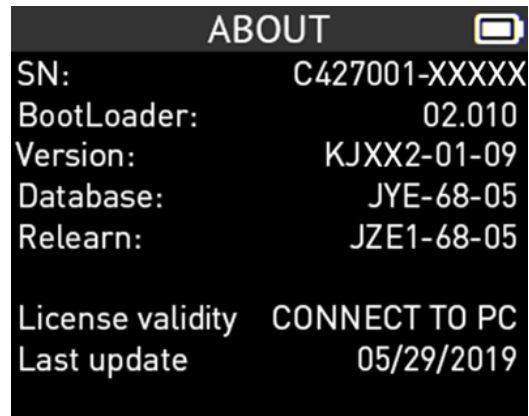 ABOUT
SN: C427001-XXXXX
BootLoader: 02.010
Version: KJXX2-01-09
Database: JYE-68-05
Relearn: JZE1-68-05
License validity CONNECT TO PC
Last update 05/29/2019